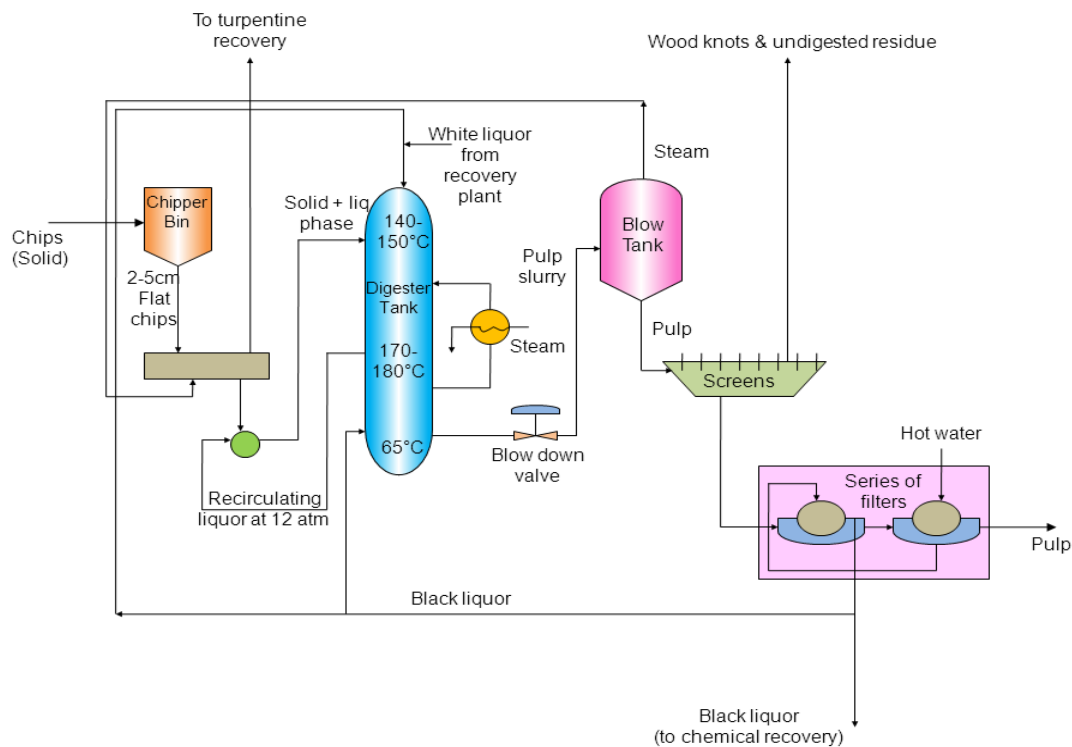 To turpentine
recovery
Wood knots & undigested residue
White liquor
from
recovery
plant
Steam
Chipper
Bin
Solid + liq
phase
140-
150°C
Blow
Tank
Chips
(Solid)
2-5cm
Flat
chips
Digester
Tank
Pulp
slurry
Steam
Pulp
170-
180°C
Screens
65°C
Blow down
valve
Hot water
Recirculating
liquor at 12 atm
Series of
filters
Pulp
Black liquor
Black liquor
(to chemical recovery)